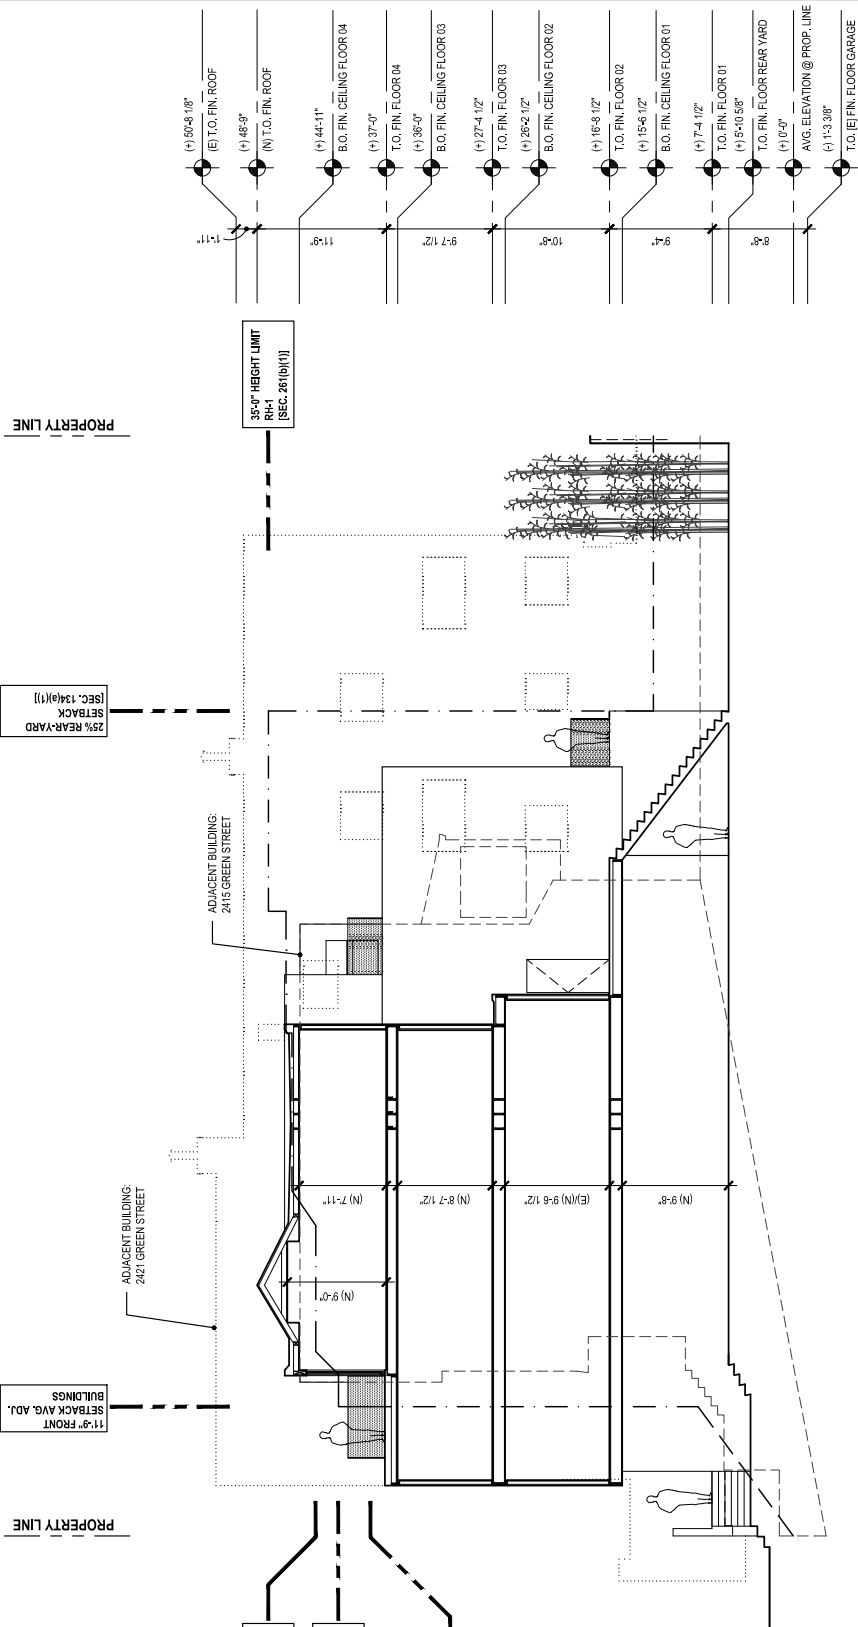 (+) 50'-8 1/8"
(E) T.O. FIN. ROOF
(+) 48'-9"
(N) T.O. FIN. ROOF
(+) 44'-11"
B.O. FIN. CEILING FLOOR 04
(+) 37'-0"
T.O. FIN. FLOOR 04
(+) 36'-0"
B.O. FIN. CEILING FLOOR 03
(+) 27'-4 1/2"
T.O. FIN. FLOOR 03
(+) 26'-2 1/2"
B.O. FIN. CEILING FLOOR 02
(+) 16'-8 1/2"
T.O. FIN. FLOOR 02
(+) 15'-6 1/2"
B.O. FIN. CEILING FLOOR 01
(+) 7'-4 1/2"
T.O. FIN. FLOOR 01
(+) 5'-10 5/8"
T.O. FIN. FLOOR REAR YARD
(+) 0'-0"
AVG. ELEVATION @ PROP. LINE
(-) 1'-3 3/8"
T.O. [E] FIN. FLOOR GARAGE
1'-11"
11'-9"
9'-7 1/2"
10'-8"
9'-4"
8'-8"
35'-0" HEIGHT LIMIT
RH-1
[SEC. 261(b)(1)]
PROPERTY LINE
25% REAR-YARD
SETBACK
[SEC. 134(a)(1)]
ADJACENT BUILDING:
2415 GREEN STREET
ADJACENT BUILDING:
2421 GREEN STREET
(N) 7'-11"
(N) 8'-7 1/2"
(E)/(N) 9'-6 1/2"
(N) 9'-8"
(N) 9'-0"
11'-9" FRONT
SETBACK AVG. ADJ.
BUILDINGS
PROPERTY LINE